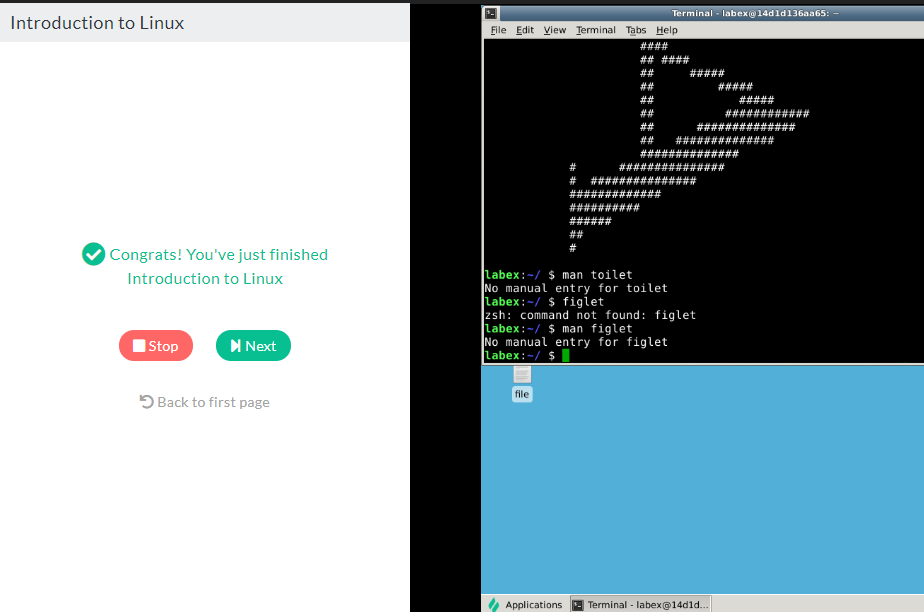 Introduction to Linux
Congrats! You've just finished
Introduction to Linux
Stop
Next
Back to first page
Terminal - labex@14d1d136aa65: ~
File Edit View Terminal Tabs Help
####
## ####
## #####
## #####
## #####
## ############
## ##############
## ##############
##############
# ###############
# ###############
#############
##########
######
##
#
labex:~/ $ man toilet
No manual entry for toilet
labex:~/ $ figlet
zsh: command not found: figlet
labex:~/ $ man figlet
No manual entry for figlet
labex:~/ $
file
Applications
Terminal - labex@14d1d...